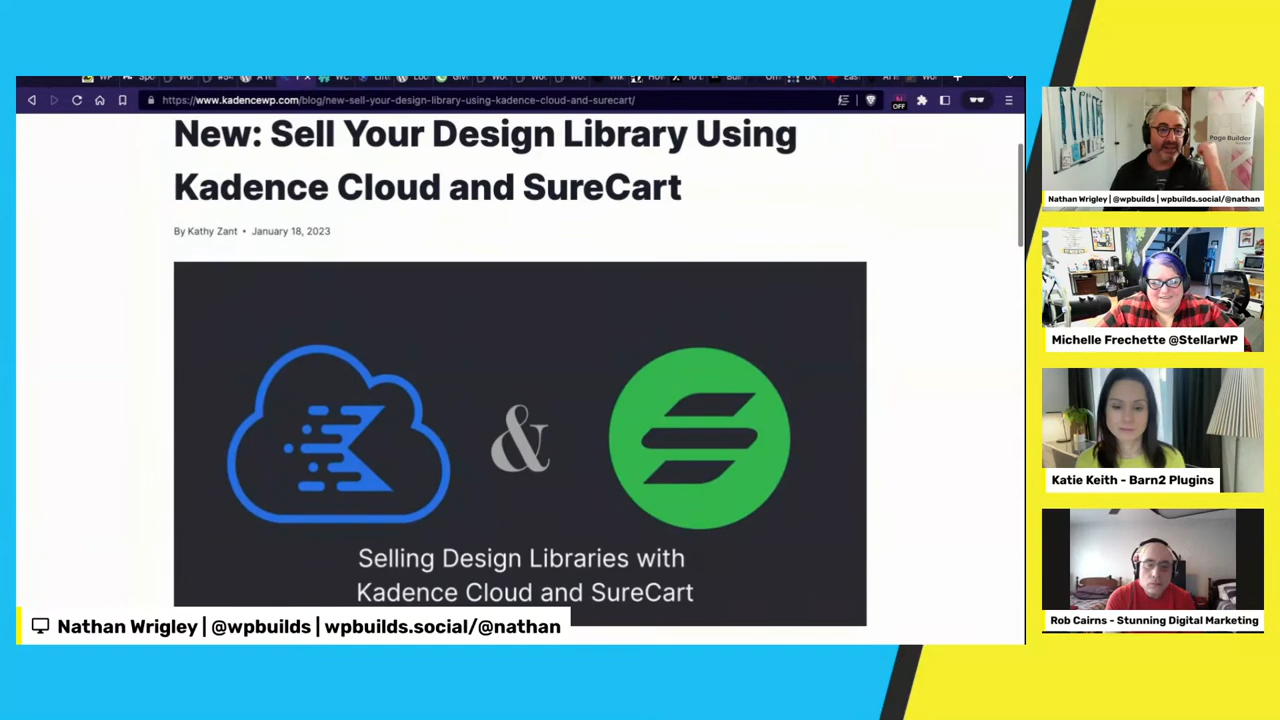 https://www.kadencewp.com/blog/new-sell-your-design-library-using-kadence-cloud-and-surecart/
OFF
New: Sell Your Design Library Using
Kadence Cloud and SureCart
By Kathy Zant • January 18, 2023
&
Selling Design Libraries with
Kadence Cloud and SureCart
Nathan Wrigley | @wpbuilds | wpbuilds.social/@nathan
Page Builder
Nathan Wrigley | @wpbuilds | wpbuilds.social/@nathan
Michelle Frechette @StellarWP
Katie Keith - Barn2 Plugins
Rob Cairns - Stunning Digital Marketing